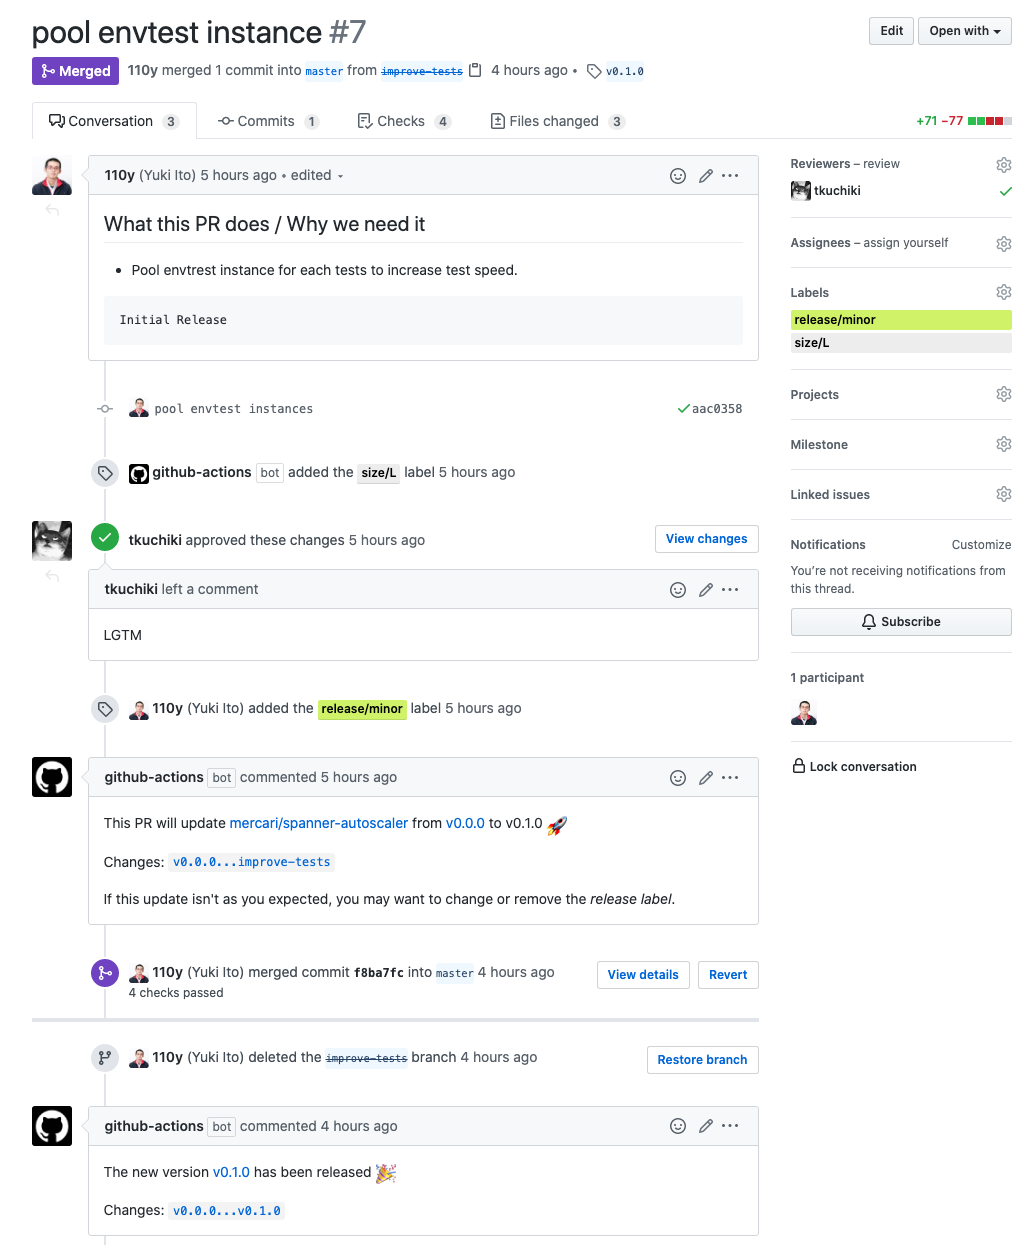 pool envtest instance #7
Edit
Open with
Merged
110y merged 1 commit into master from improve-tests 4 hours ago • v0.1.0
Conversation 3
Commits 1
Checks 4
Files changed 3
+71 −77
110y (Yuki Ito) 5 hours ago • edited
What this PR does / Why we need it
• Pool envtrest instance for each tests to increase test speed.
Initial Release
pool envtest instances
aac0358
github-actions bot added the size/L label 5 hours ago
tkuchiki approved these changes 5 hours ago
View changes
tkuchiki left a comment
LGTM
110y (Yuki Ito) added the release/minor label 5 hours ago
github-actions bot commented 5 hours ago
This PR will update mercari/spanner-autoscaler from v0.0.0 to v0.1.0 🚀
Changes: v0.0.0...improve-tests
If this update isn't as you expected, you may want to change or remove the release label.
110y (Yuki Ito) merged commit f8ba7fc into master 4 hours ago
4 checks passed
View details
Revert
110y (Yuki Ito) deleted the improve-tests branch 4 hours ago
Restore branch
github-actions bot commented 4 hours ago
The new version v0.1.0 has been released 🎉
Changes: v0.0.0...v0.1.0
Reviewers – review
tkuchiki
Assignees – assign yourself
Labels
release/minor
size/L
Projects
Milestone
Linked issues
Notifications
Customize
You're not receiving notifications from
this thread.
Subscribe
1 participant
Lock conversation